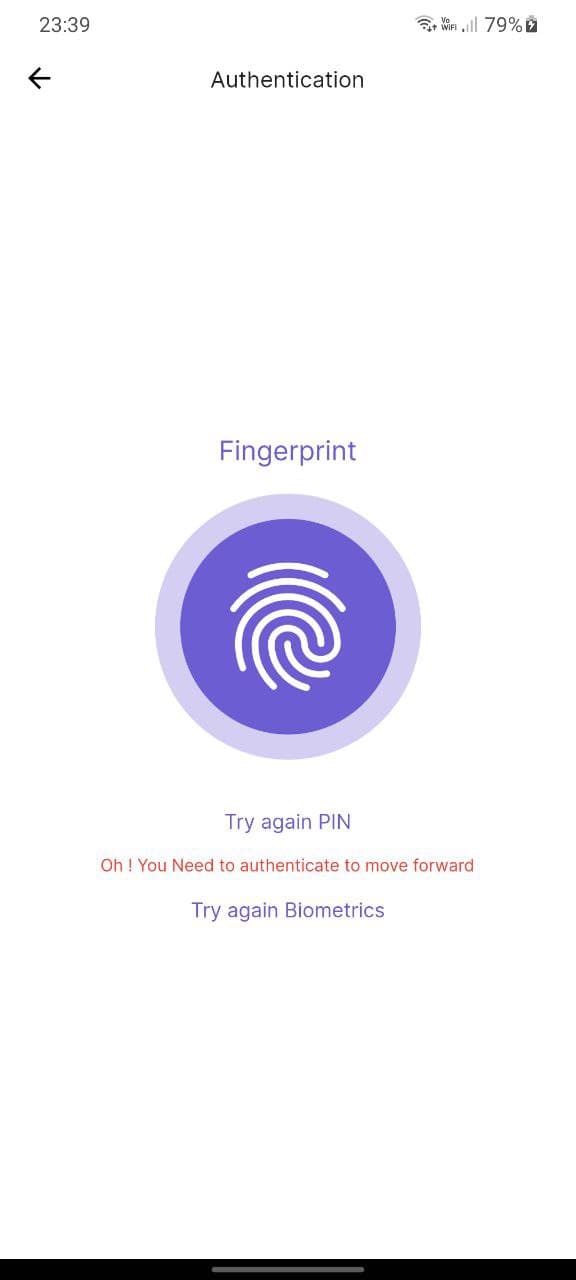 23:39
Vo
WiFi
79%
Authentication
Fingerprint
Try again PIN
Oh ! You Need to authenticate to move forward
Try again Biometrics